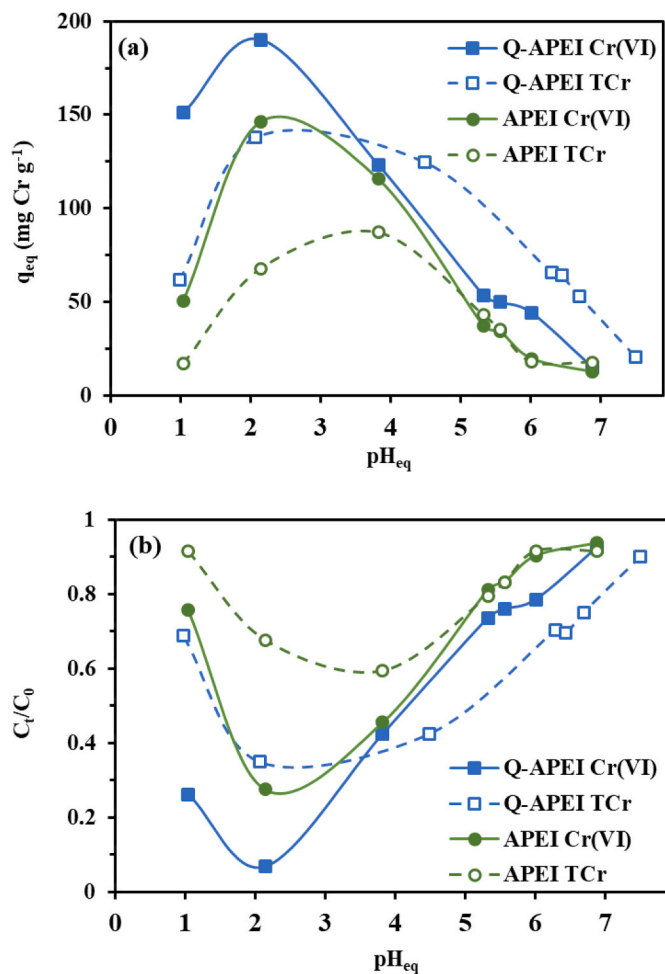 (a)
200
150
100
50
0
q_eq (mg Cr g⁻¹)
Q-APEI Cr(VI)
Q-APEI TCr
APEI Cr(VI)
APEI TCr
0 1 2 3 4 5 6 7
pH_eq
(b)
1
0.8
0.6
0.4
0.2
0
C_t/C_0
Q-APEI Cr(VI)
Q-APEI TCr
APEI Cr(VI)
APEI TCr
0 1 2 3 4 5 6 7
pH_eq